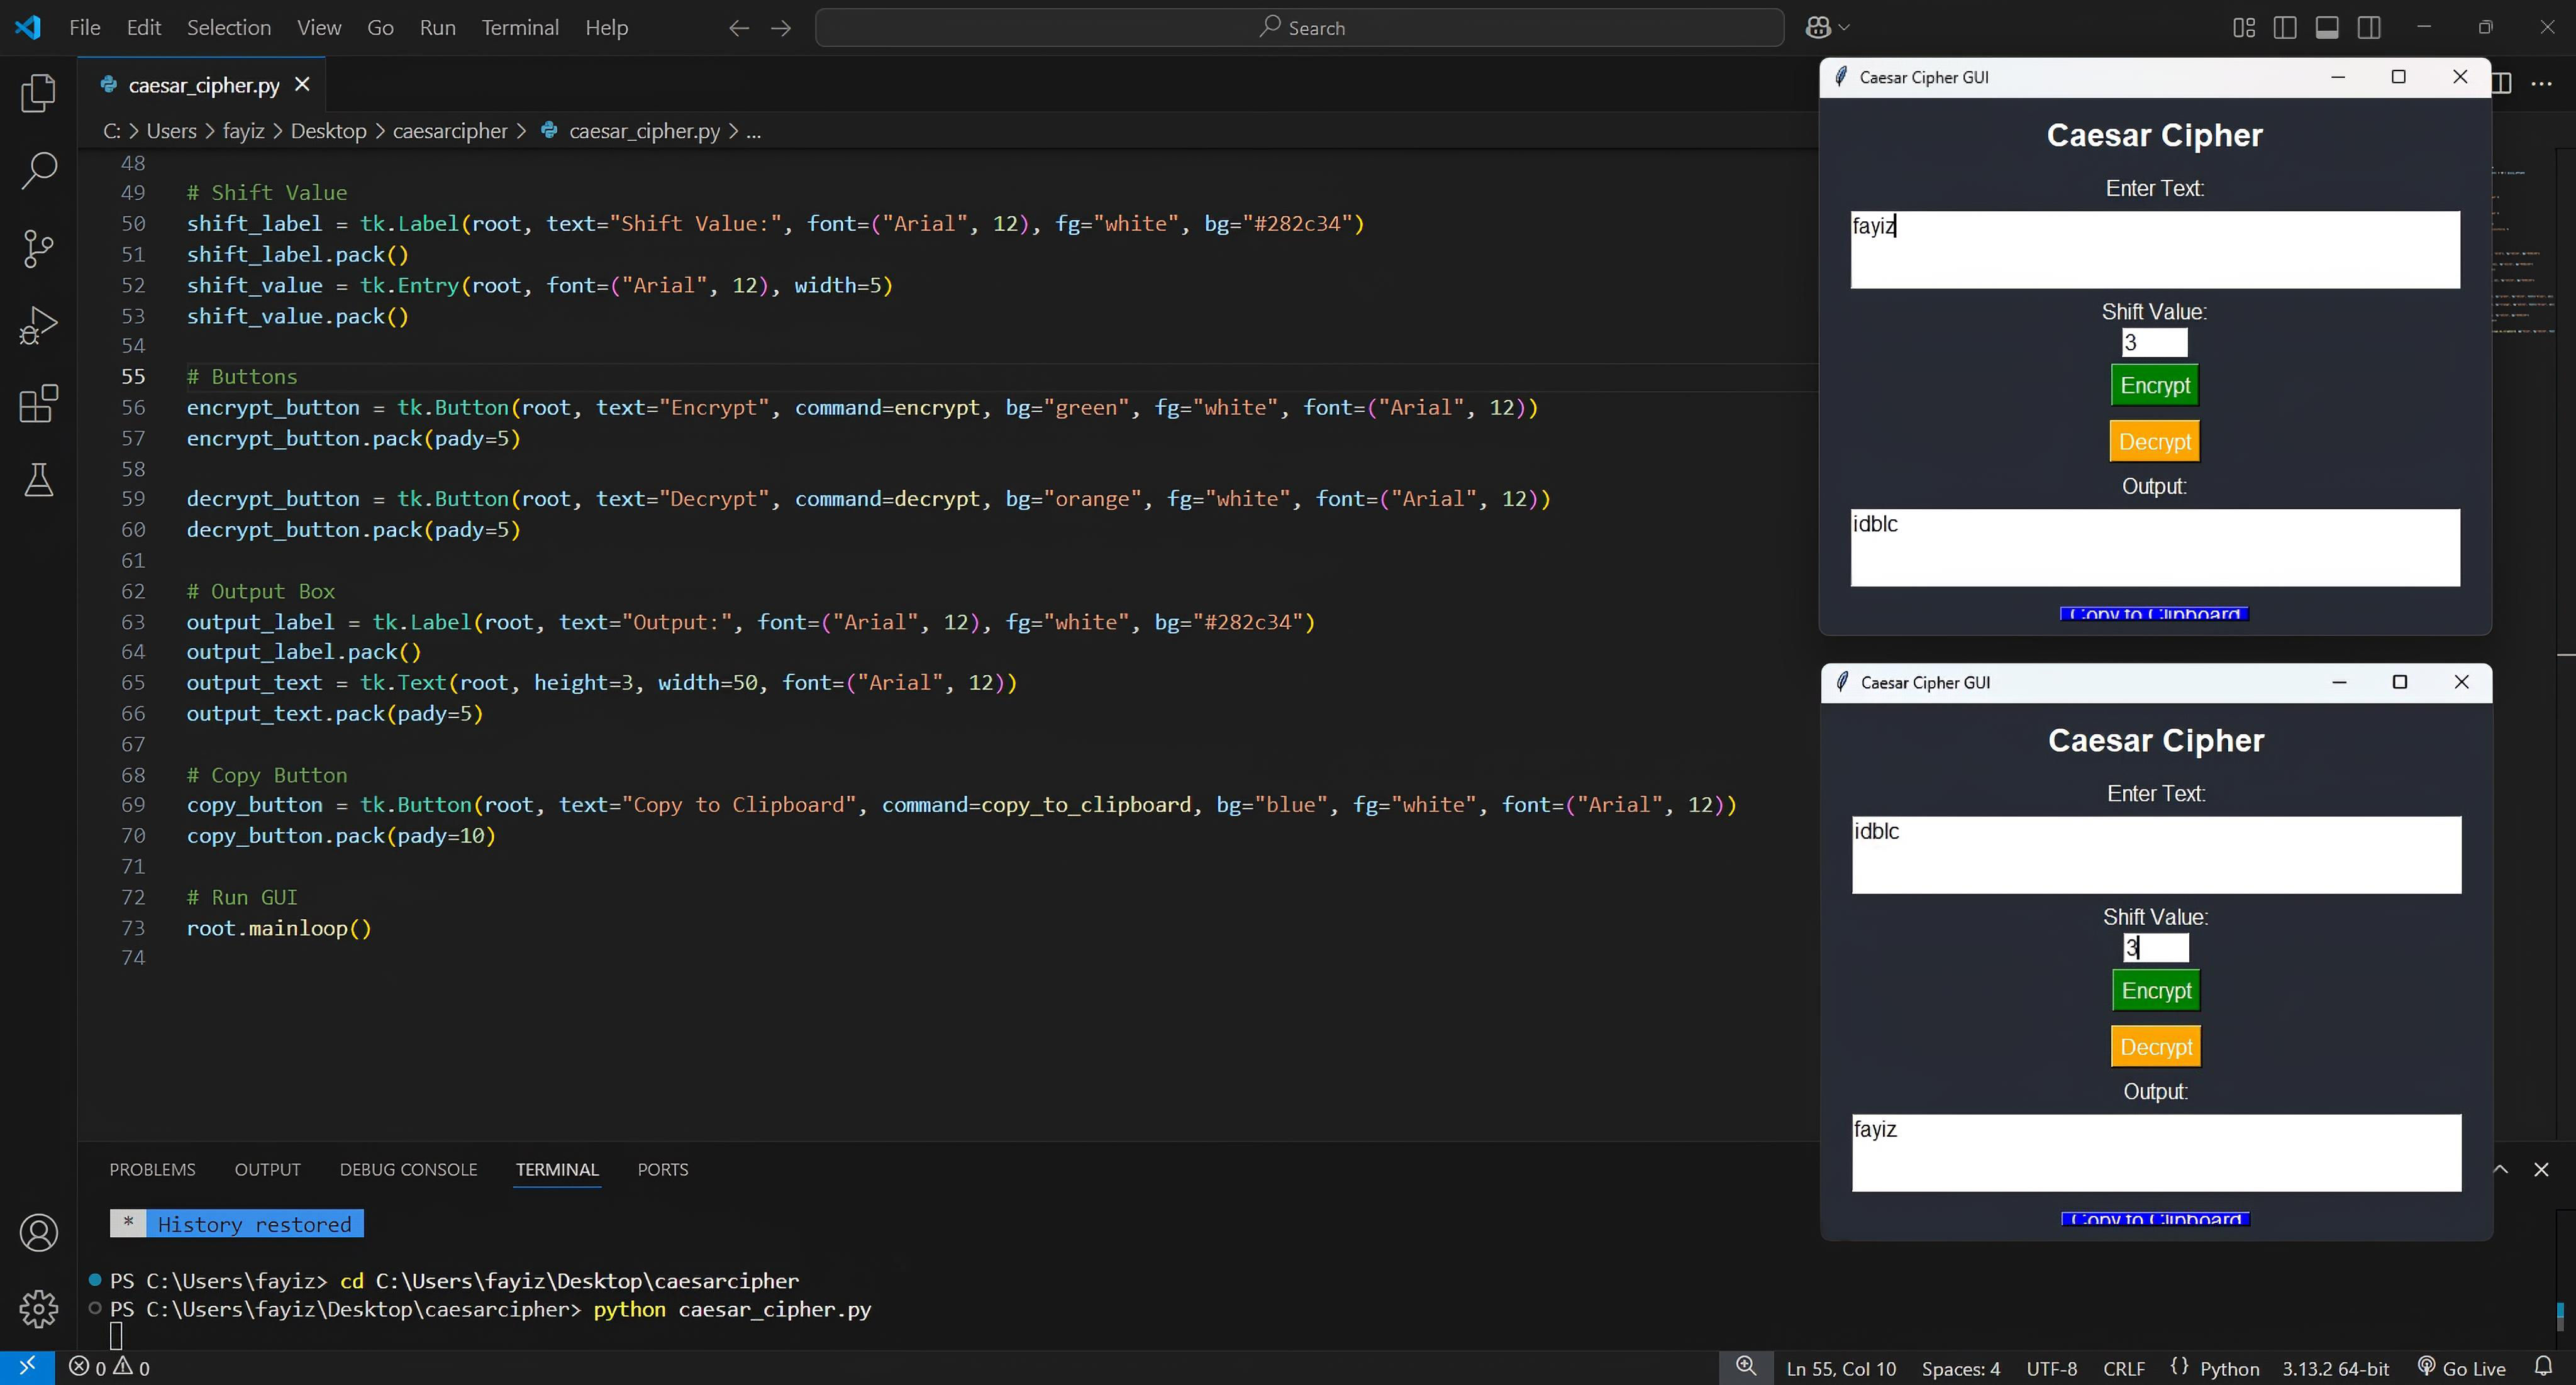 File Edit Selection View Go Run Terminal Help Search
caesar_cipher.py
C: > Users > fayiz > Desktop > caesarcipher > caesar_cipher.py > ...
48
49 # Shift Value
50 shift_label = tk.Label(root, text="Shift Value:", font=("Arial", 12), fg="white", bg="#282c34")
51 shift_label.pack()
52 shift_value = tk.Entry(root, font=("Arial", 12), width=5)
53 shift_value.pack()
54
55 # Buttons
56 encrypt_button = tk.Button(root, text="Encrypt", command=encrypt, bg="green", fg="white", font=("Arial", 12))
57 encrypt_button.pack(pady=5)
58
59 decrypt_button = tk.Button(root, text="Decrypt", command=decrypt, bg="orange", fg="white", font=("Arial", 12))
60 decrypt_button.pack(pady=5)
61
62 # Output Box
63 output_label = tk.Label(root, text="Output:", font=("Arial", 12), fg="white", bg="#282c34")
64 output_label.pack()
65 output_text = tk.Text(root, height=3, width=50, font=("Arial", 12))
66 output_text.pack(pady=5)
67
68 # Copy Button
69 copy_button = tk.Button(root, text="Copy to Clipboard", command=copy_to_clipboard, bg="blue", fg="white", font=("Arial", 12))
70 copy_button.pack(pady=10)
71
72 # Run GUI
73 root.mainloop()
74
Caesar Cipher GUI
Caesar Cipher
Enter Text:
fayiz
Shift Value:
3
Encrypt
Decrypt
Output:
idblc
Copy to Clipboard
Caesar Cipher GUI
Caesar Cipher
Enter Text:
idblc
Shift Value:
3
Encrypt
Decrypt
Output:
fayiz
Copy to Clipboard
PROBLEMS OUTPUT DEBUG CONSOLE TERMINAL PORTS
* History restored
PS C:\Users\fayiz> cd C:\Users\fayiz\Desktop\caesarcipher
PS C:\Users\fayiz\Desktop\caesarcipher> python caesar_cipher.py
0 0 Ln 55, Col 10 Spaces: 4 UTF-8 CRLF {} Python 3.13.2 64-bit Go Live